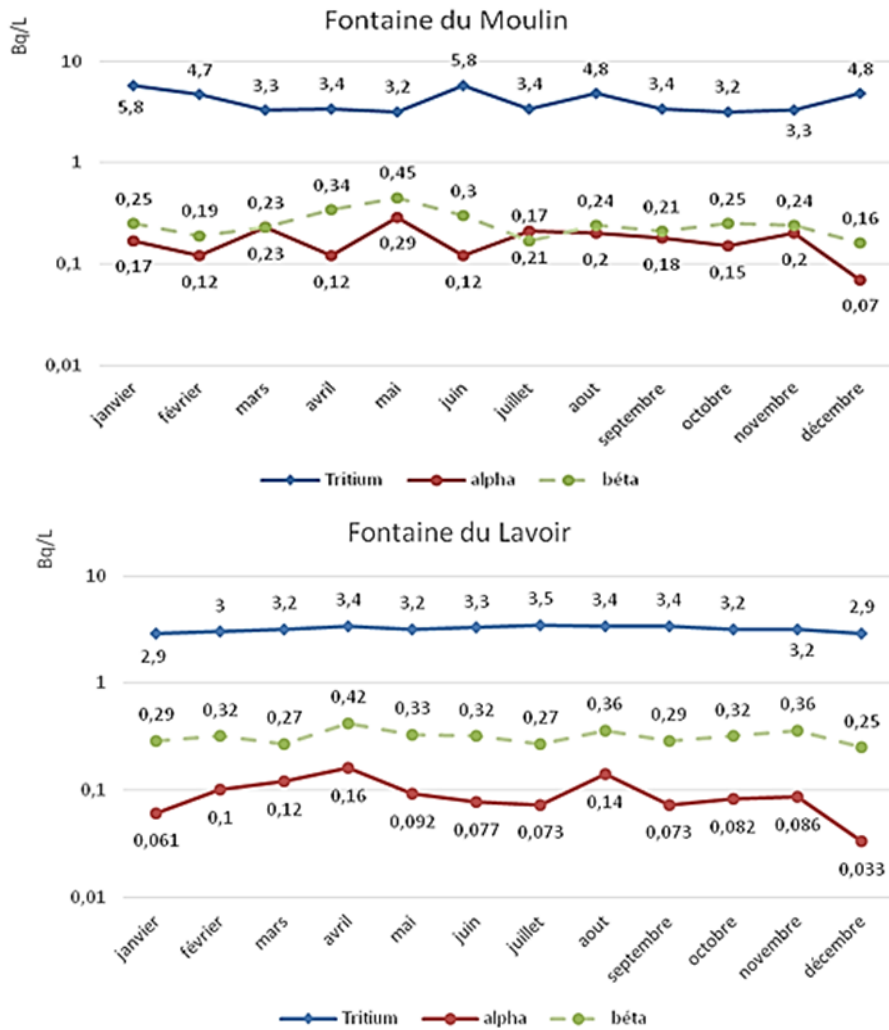 Bq/L
Fontaine du Moulin
10
5,8 4,7 3,3 3,4 3,2 5,8 3,4 4,8 3,4 3,2 3,3 4,8
1
0,25 0,19 0,23 0,34 0,45 0,3 0,17 0,24 0,21 0,25 0,24 0,16
0,1
0,17 0,12 0,23 0,12 0,29 0,12 0,21 0,2 0,18 0,15 0,2 0,07
0,01
janvier février mars avril mai juin juillet aout septembre octobre novembre décembre
Tritium alpha béta
Bq/L
Fontaine du Lavoir
10
2,9 3 3,2 3,4 3,2 3,3 3,5 3,4 3,4 3,2 3,2 2,9
1
0,29 0,32 0,27 0,42 0,33 0,32 0,27 0,36 0,29 0,32 0,36 0,25
0,1
0,061 0,1 0,12 0,16 0,092 0,077 0,073 0,14 0,073 0,082 0,086 0,033
0,01
janvier février mars avril mai juin juillet aout septembre octobre novembre décembre
Tritium alpha béta